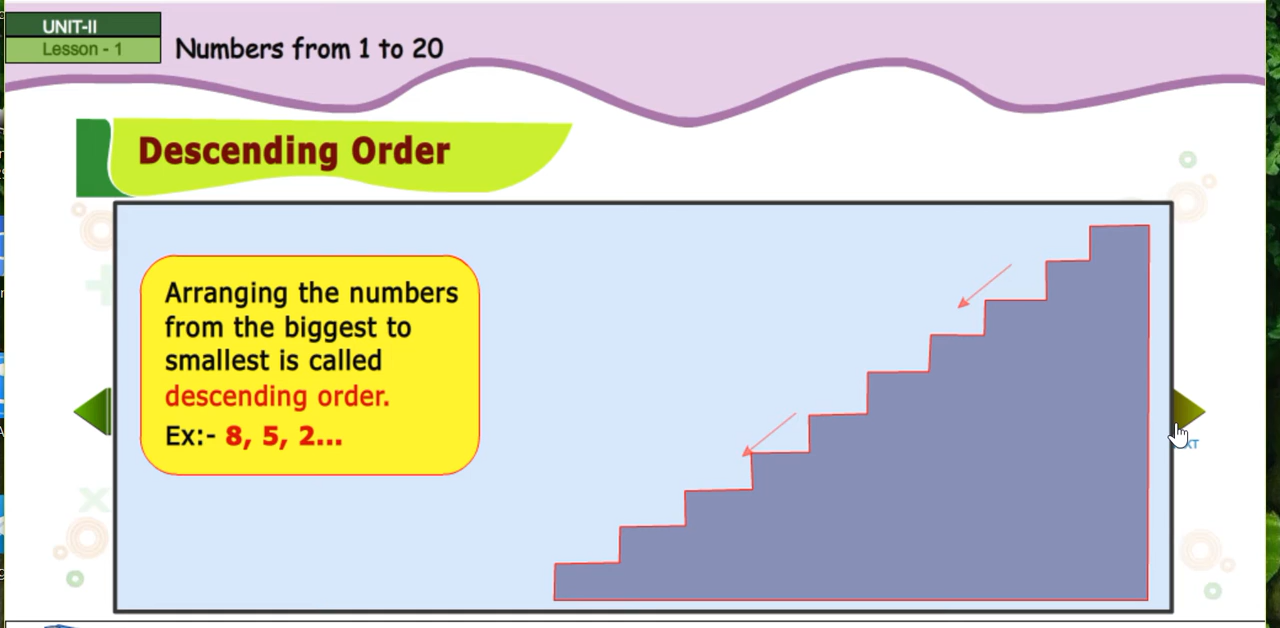 UNIT-II
Lesson - 1
Numbers from 1 to 20
Descending Order
Arranging the numbers
from the biggest to
smallest is called
descending order.
Ex:- 8, 5, 2...